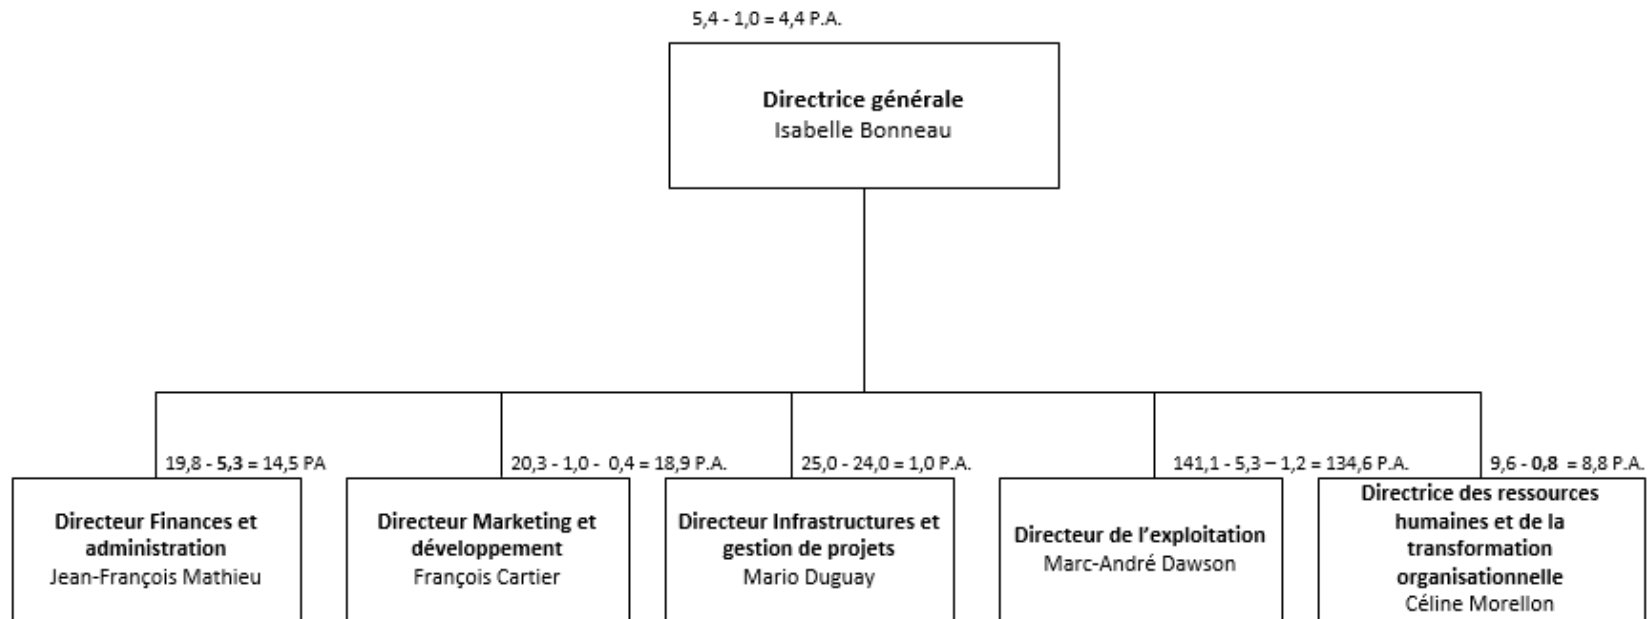 5,4 - 1,0 = 4,4 P.A.
Directrice générale
Isabelle Bonneau
19,8 - 5,3 = 14,5 PA
Directeur Finances et
administration
Jean-François Mathieu
20,3 - 1,0 - 0,4 = 18,9 P.A.
Directeur Marketing et
développement
François Cartier
25,0 - 24,0 = 1,0 P.A.
Directeur Infrastructures et
gestion de projets
Mario Duguay
141,1 - 5,3 – 1,2 = 134,6 P.A.
Directeur de l’exploitation
Marc-André Dawson
9,6 - 0,8 = 8,8 P.A.
Directrice des ressources
humaines et de la
transformation
organisationnelle
Céline Morellon